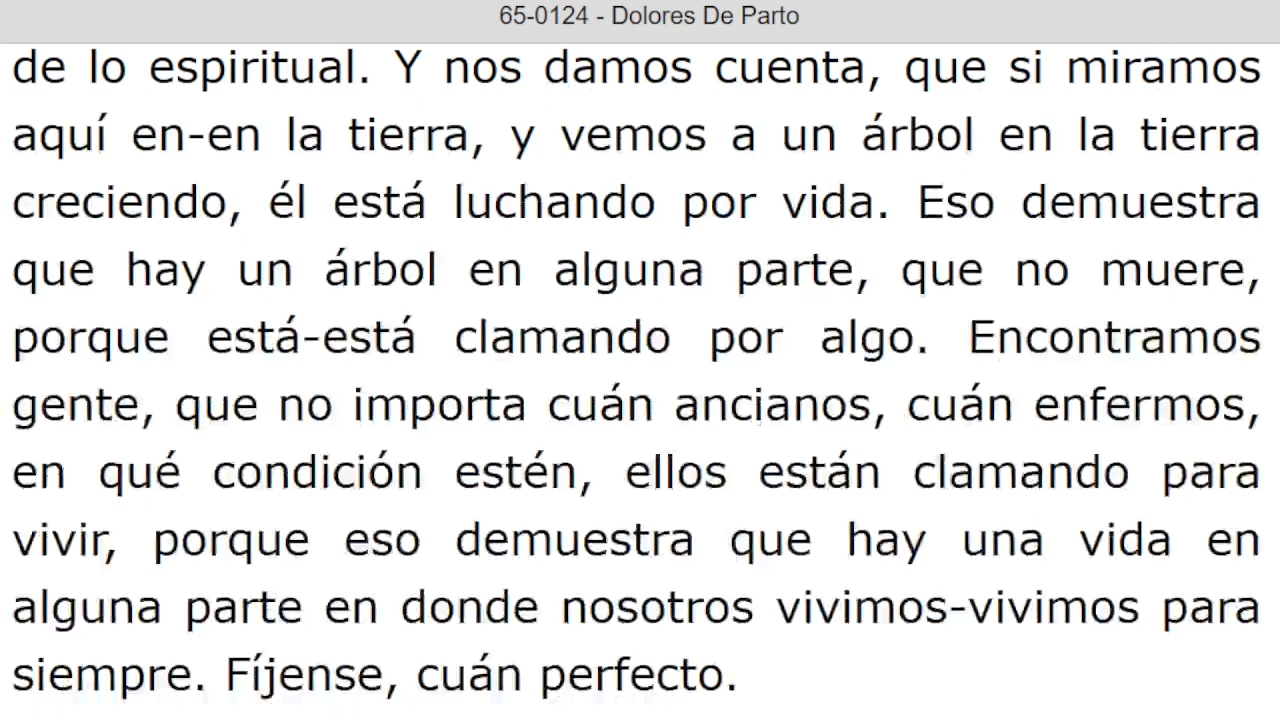 65-0124 - Dolores De Parto
de lo espiritual. Y nos damos cuenta, que si miramos
aquí en-en la tierra, y vemos a un árbol en la tierra
creciendo, él está luchando por vida. Eso demuestra
que hay un árbol en alguna parte, que no muere,
porque está-está clamando por algo. Encontramos
gente, que no importa cuán ancianos, cuán enfermos,
en qué condición estén, ellos están clamando para
vivir, porque eso demuestra que hay una vida en
alguna parte en donde nosotros vivimos-vivimos para
siempre. Fíjense, cuán perfecto.